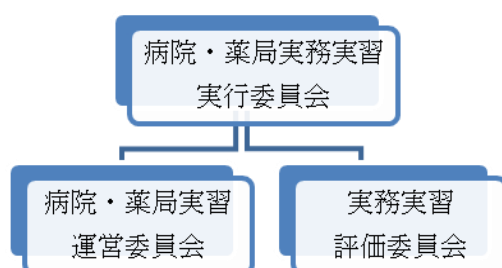 病院・薬局実務実習
実行委員会
病院・薬局実習
運営委員会
実務実習
評価委員会